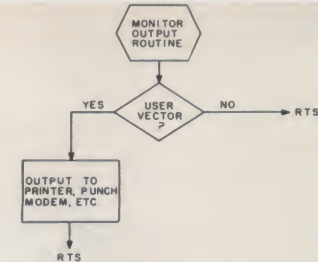 MONITOR
OUTPUT
ROUTINE
USER
VECTOR
?
YES
NO
RTS
OUTPUT TO
PRINTER, PUNCH
MODEM, ETC.
RTS